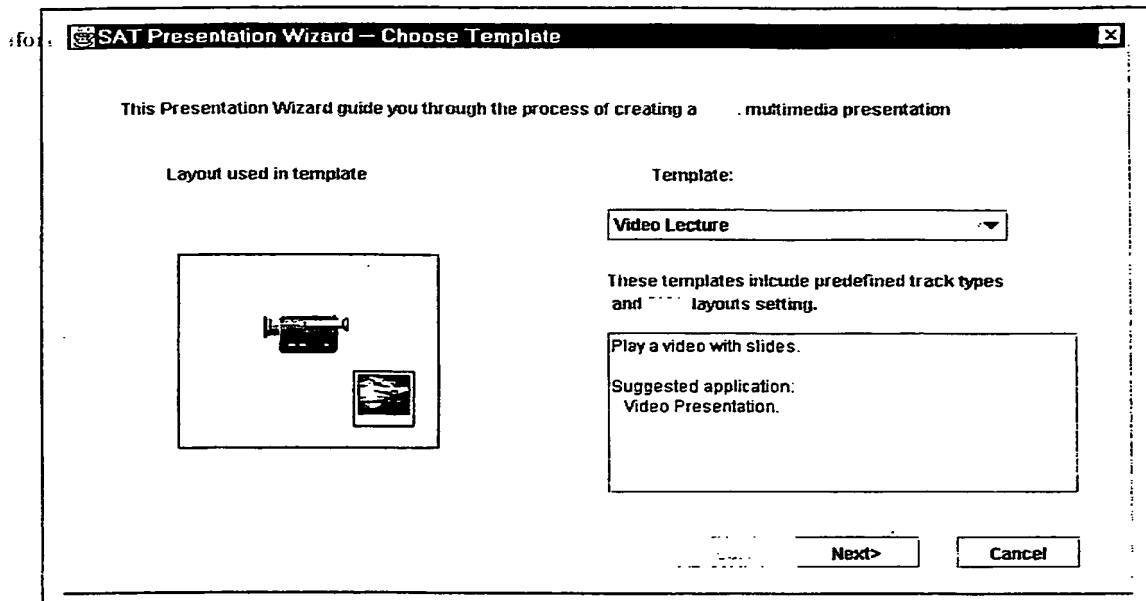 SAT Presentation Wizard — Choose Template
This Presentation Wizard guide you through the process of creating a multimedia presentation
Layout used in template
Template:
Video Lecture
These templates inlcude predefined track types
and layouts setting.
Play a video with slides.
Suggested application:
Video Presentation.
Next>
Cancel